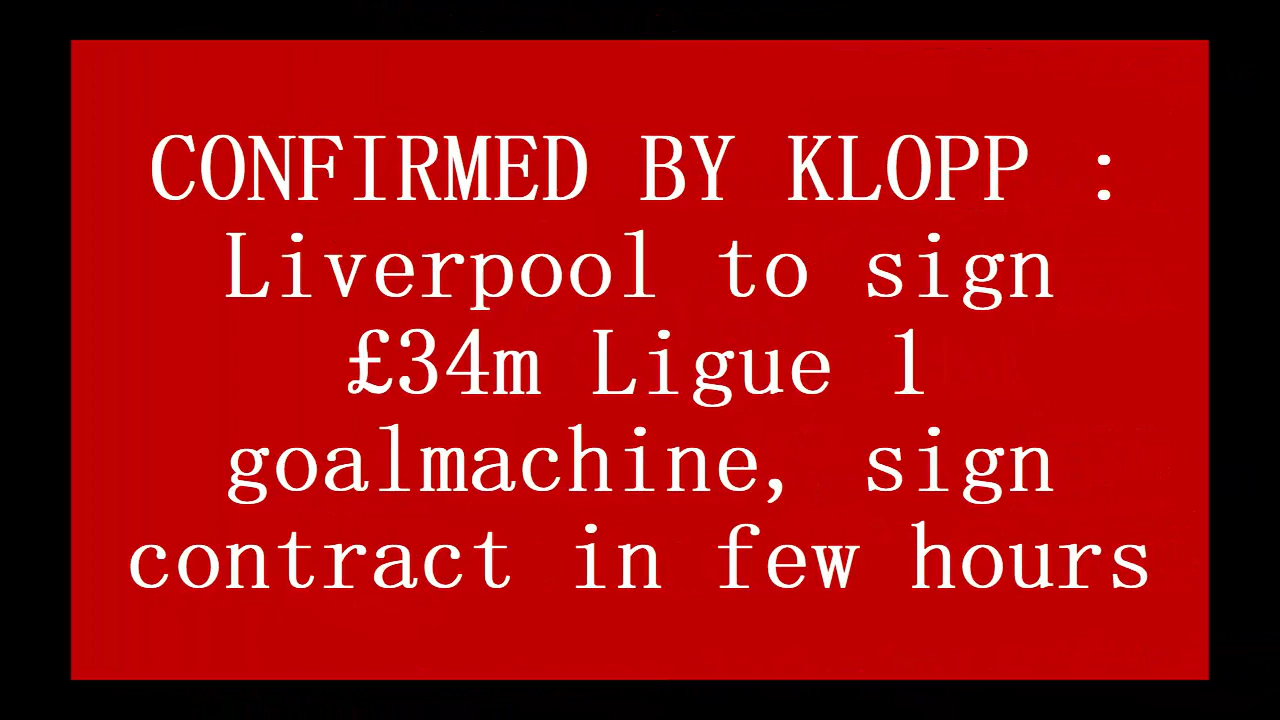 CONFIRMED BY KLOPP :
Liverpool to sign
£34m Ligue 1
goalmachine, sign
contract in few hours